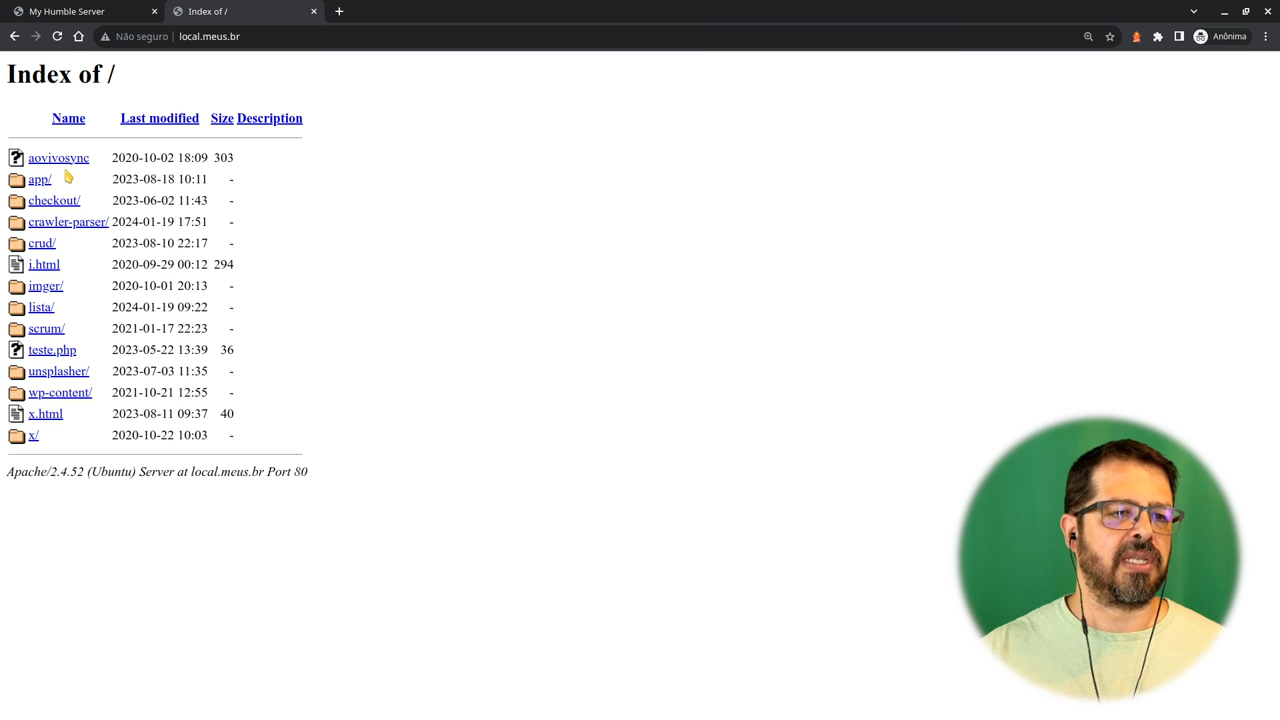 My Humble Server
Index of /
Não seguro | local.meus.br
Anônima
Index of /
Name Last modified Size Description
aovivosync 2020-10-02 18:09 303
app/ 2023-08-18 10:11 -
checkout/ 2023-06-02 11:43 -
crawler-parser/ 2024-01-19 17:51 -
crud/ 2023-08-10 22:17 -
i.html 2020-09-29 00:12 294
imger/ 2020-10-01 20:13 -
lista/ 2024-01-19 09:22 -
scrum/ 2021-01-17 22:23 -
teste.php 2023-05-22 13:39 36
unsplasher/ 2023-07-03 11:35 -
wp-content/ 2021-10-21 12:55 -
x.html 2023-08-11 09:37 40
x/ 2020-10-22 10:03 -
Apache/2.4.52 (Ubuntu) Server at local.meus.br Port 80